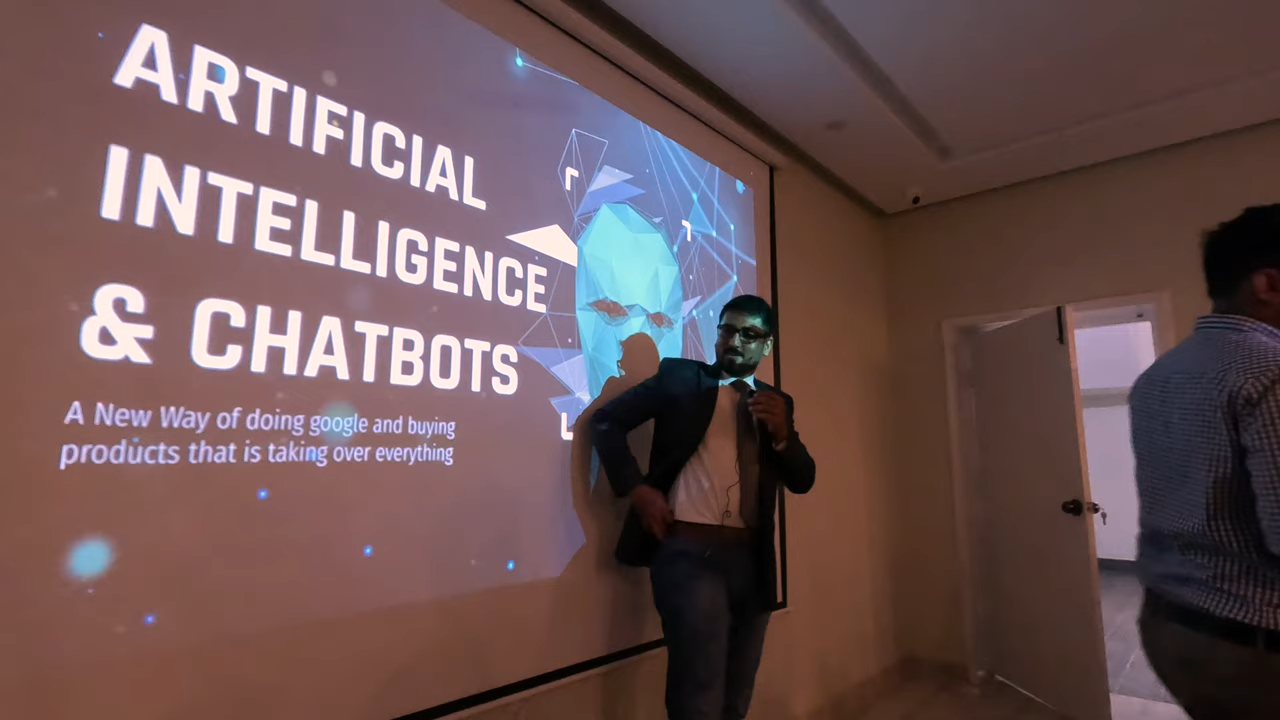 ARTIFICIAL
INTELLIGENCE
& CHATBOTS
A New Way of doing google and buying
products that is taking over everything